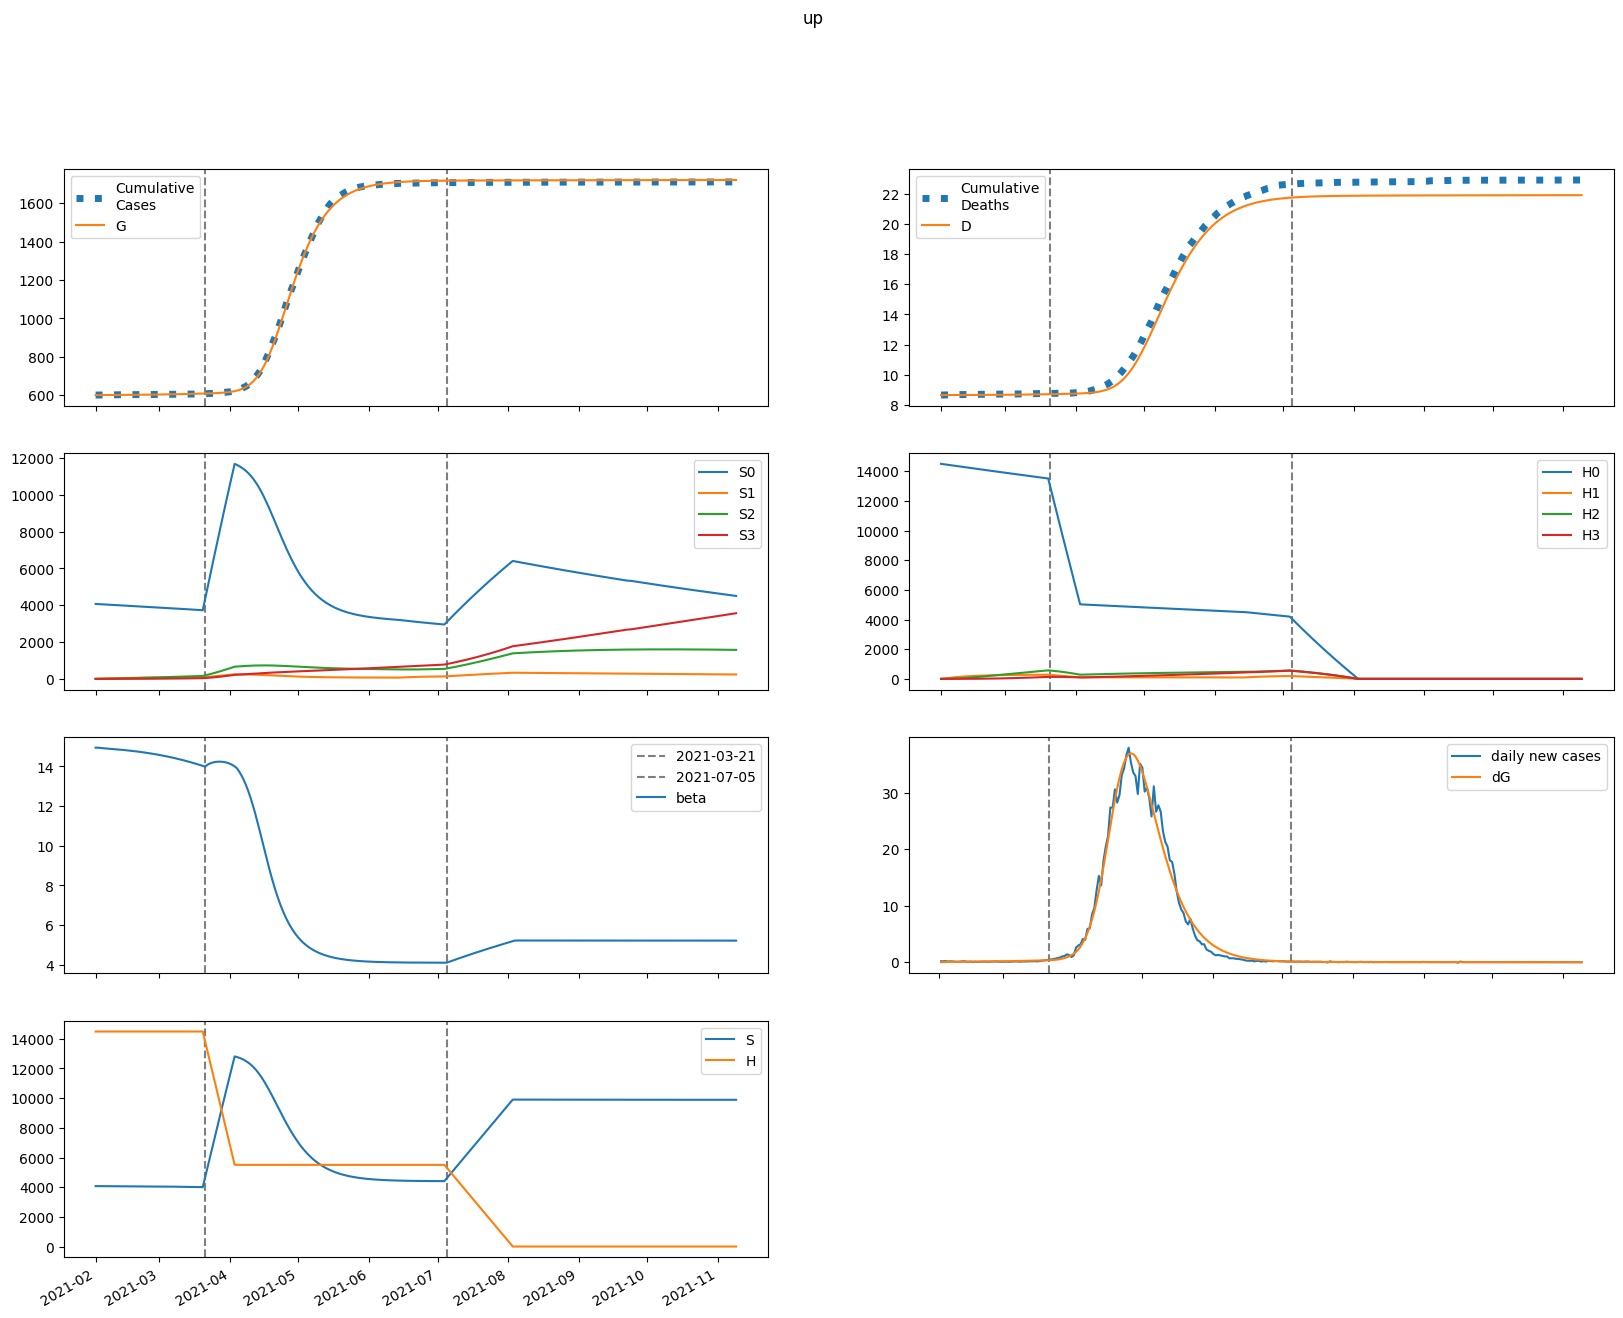 up
Cumulative
Cases
G
1600
1400
1200
1000
800
600
Cumulative
Deaths
D
22
20
18
16
14
12
10
8
12000
10000
8000
6000
4000
2000
0
S0
S1
S2
S3
14000
12000
10000
8000
6000
4000
2000
0
H0
H1
H2
H3
14
12
10
8
6
4
2021-03-21
2021-07-05
beta
30
20
10
0
daily new cases
dG
14000
12000
10000
8000
6000
4000
2000
0
S
H
2021-02
2021-03
2021-04
2021-05
2021-06
2021-07
2021-08
2021-09
2021-10
2021-11